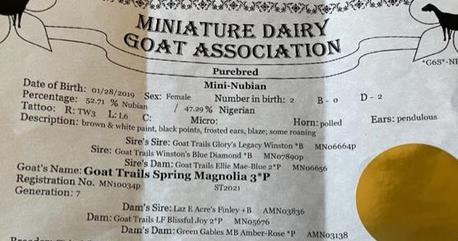 MINIATURE DAIRY
GOAT ASSOCIATION
*G6S*-N
Purebred
Mini-Nubian
Date of Birth: 01/28/2019 Sex: Female Number in birth: 2 B - 0 D - 2
Percentage: 52.71 % Nubian / 47.29 % Nigerian
Tattoo: R: TW3 L: L6 C: Micro: Horn: polled Ears: pendulous
Description: brown & white paint, black points, frosted ears, blaze; some roaning
Sire's Sire: Goat Trails Glory's Legacy Winston *B MN06664P
Sire: Goat Trails Winston's Blue Diamond *B MN07890P
Sire's Dam: Goat Trails Ellie Mae-Blue 2*P MN06656
Goat's Name: Goat Trails Spring Magnolia 3*P
Registration No. MN10034P ST2021
Generation: 7
Dam's Sire: Laz E Acre's Finley +B AMN03836
Dam: Goat Trails LF Blissful Joy 2*P MN05676
Dam's Dam: Green Gables MB Amber-Rose *P AMN03138